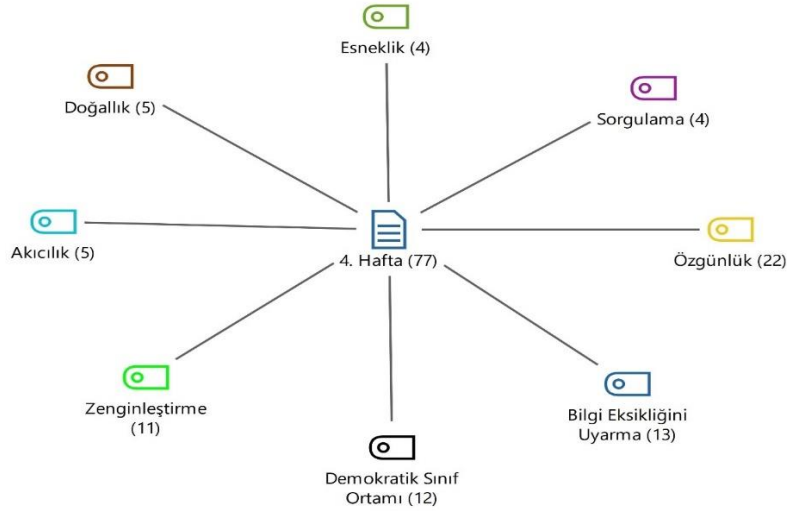 Esneklik (4)
Doğallık (5)
Sorgulama (4)
Akıcılık (5)
4. Hafta (77)
Özgünlük (22)
Zenginleştirme
(11)
Bilgi Eksikliğini
Uyarma (13)
Demokratik Sınıf
Ortamı (12)